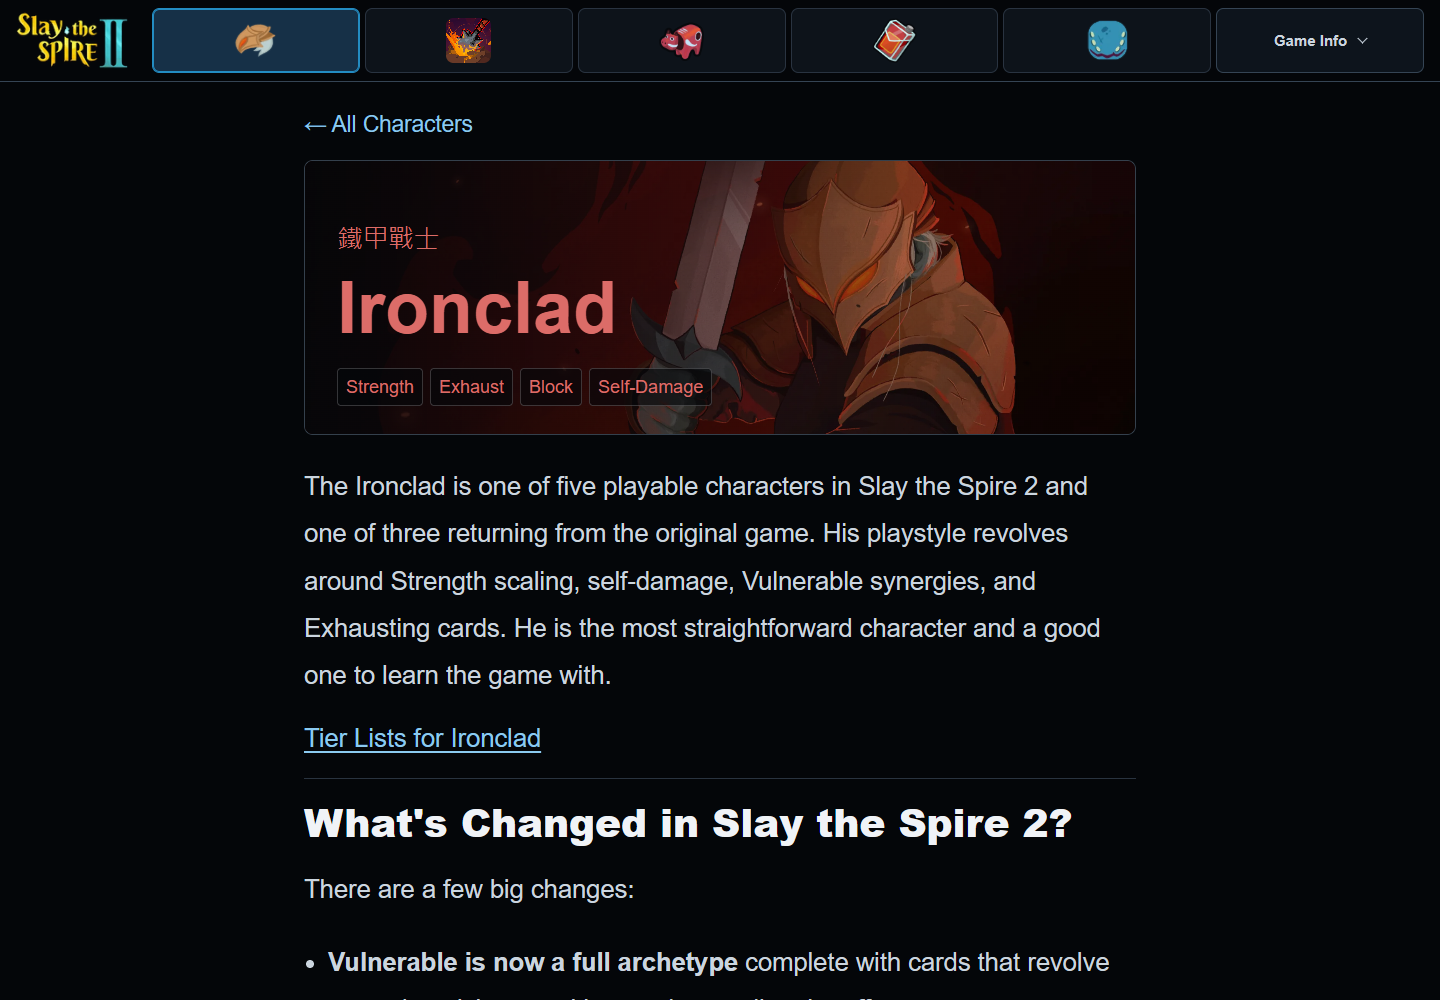 Slay the
SPIRE II
Game Info
← All Characters
鐵甲戰士
Ironclad
Strength
Exhaust
Block
Self-Damage
The Ironclad is one of five playable characters in Slay the Spire 2 and
one of three returning from the original game. His playstyle revolves
around Strength scaling, self-damage, Vulnerable synergies, and
Exhausting cards. He is the most straightforward character and a good
one to learn the game with.
Tier Lists for Ironclad
What's Changed in Slay the Spire 2?
There are a few big changes:
• Vulnerable is now a full archetype complete with cards that revolve